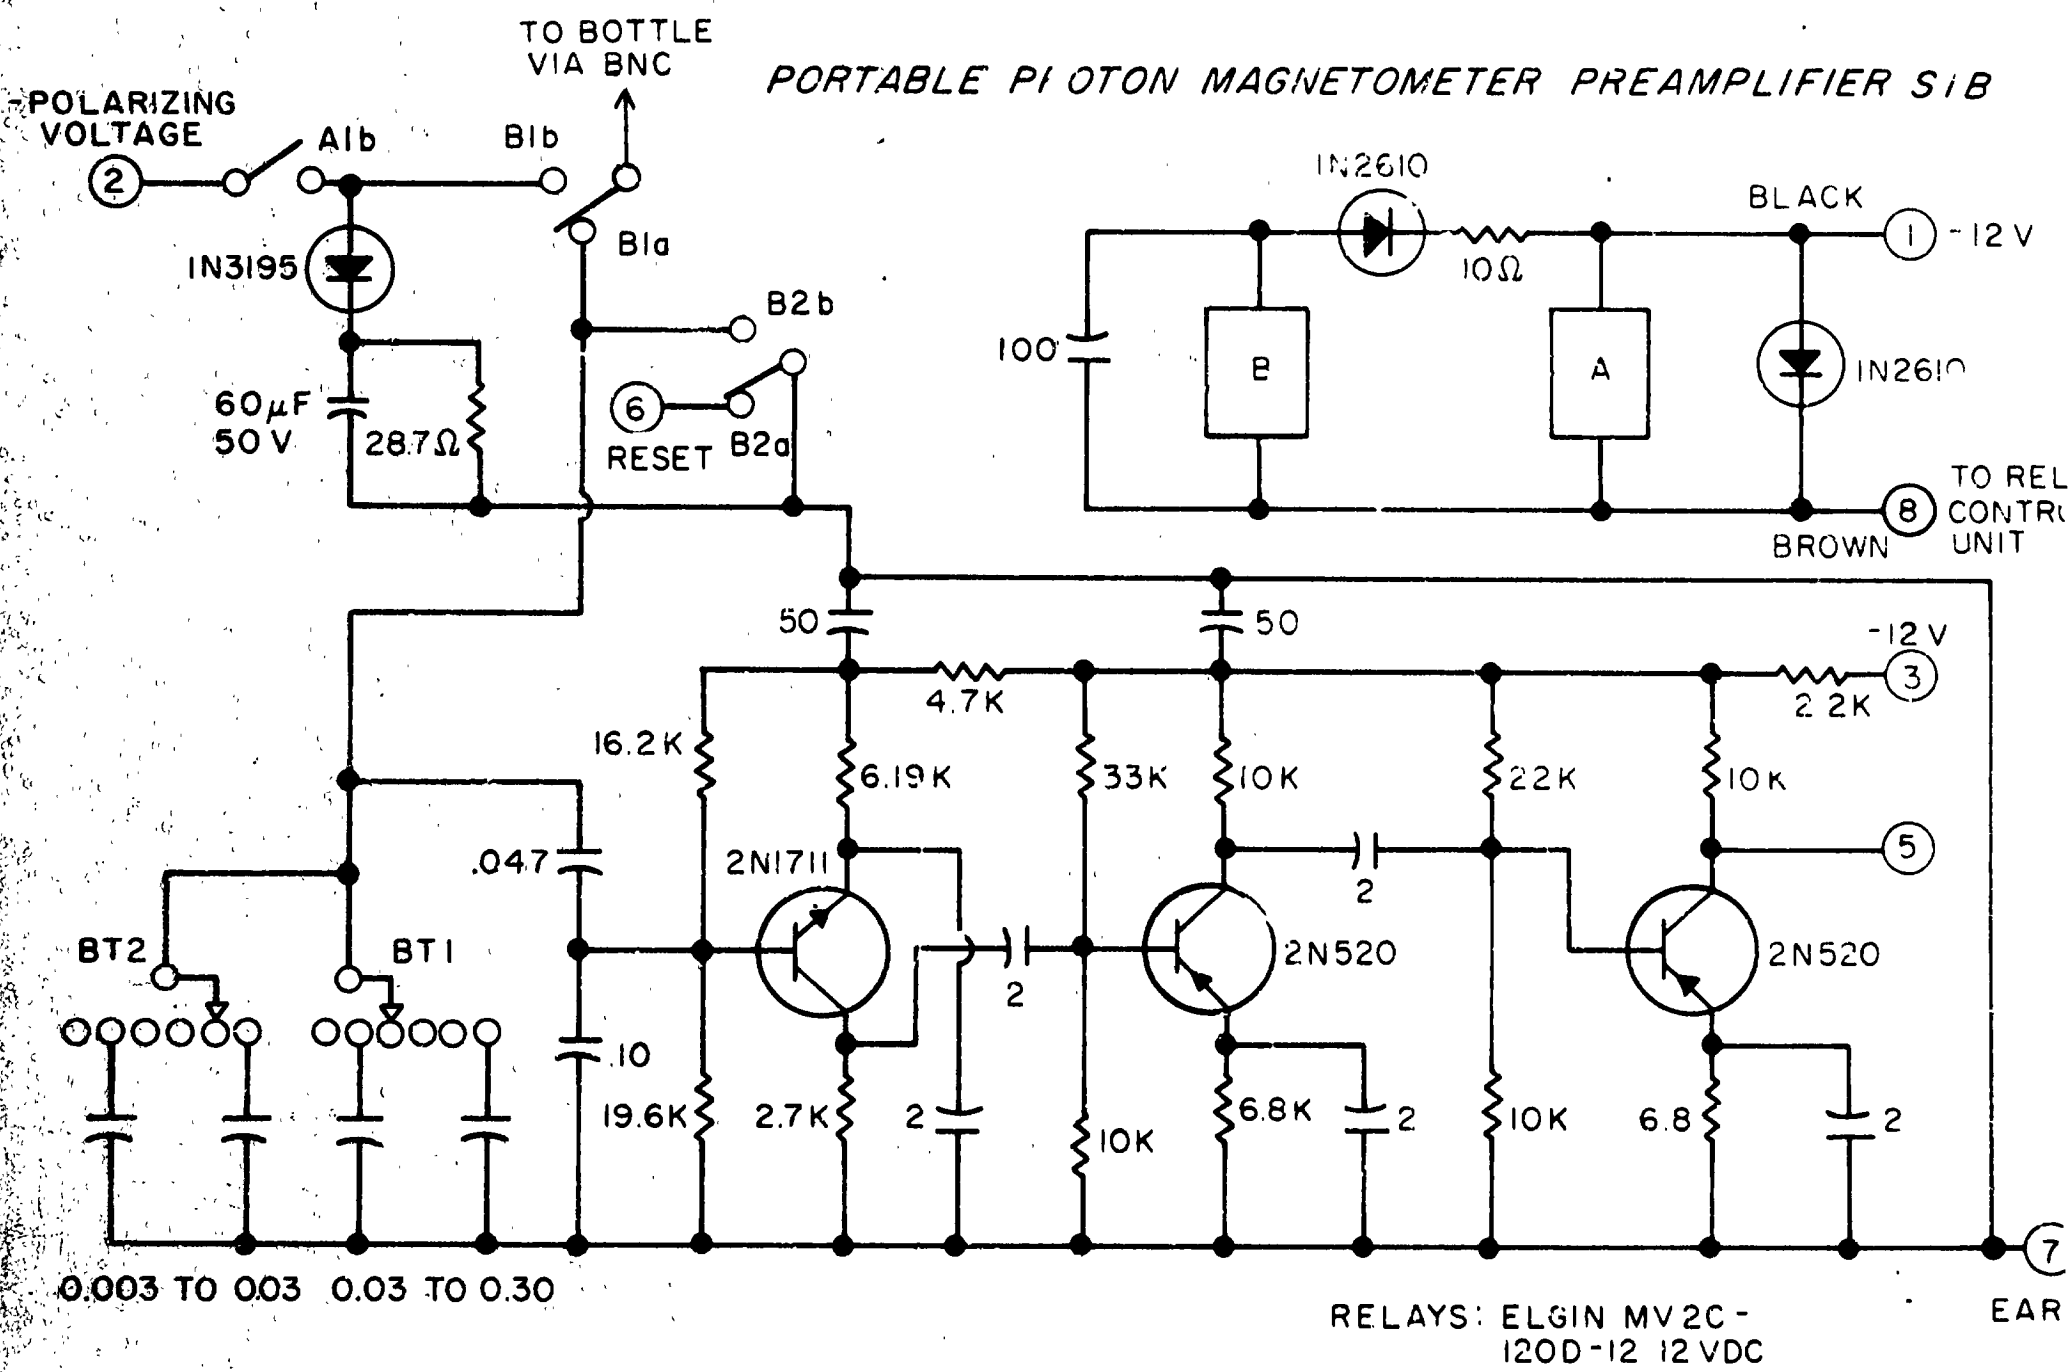 TO BOTTLE
VIA BNC
PORTABLE PI OTON MAGNETOMETER PREAMPLIFIER S1B
-POLARIZING
VOLTAGE
2
A1b
B1b
B1a
1N3195
60µF
50V
28.7Ω
B2b
6
RESET
B2a
1N2610
10Ω
BLACK
1
-12V
100
B
A
1N2610
8
BROWN
TO REL
CONTR
UNIT
50
50
-12V
3
4.7K
2 2K
16.2K
6.19K
33K
10K
22K
10K
.047
2N1711
2
5
BT2
BT1
2
2N520
2N520
.10
19.6K
2.7K
2
10K
6.8K
2
10K
6.8
2
7
0.003 TO 0.03
0.03 TO 0.30
EAR
RELAYS: ELGIN MV2C-
120D-12 12VDC